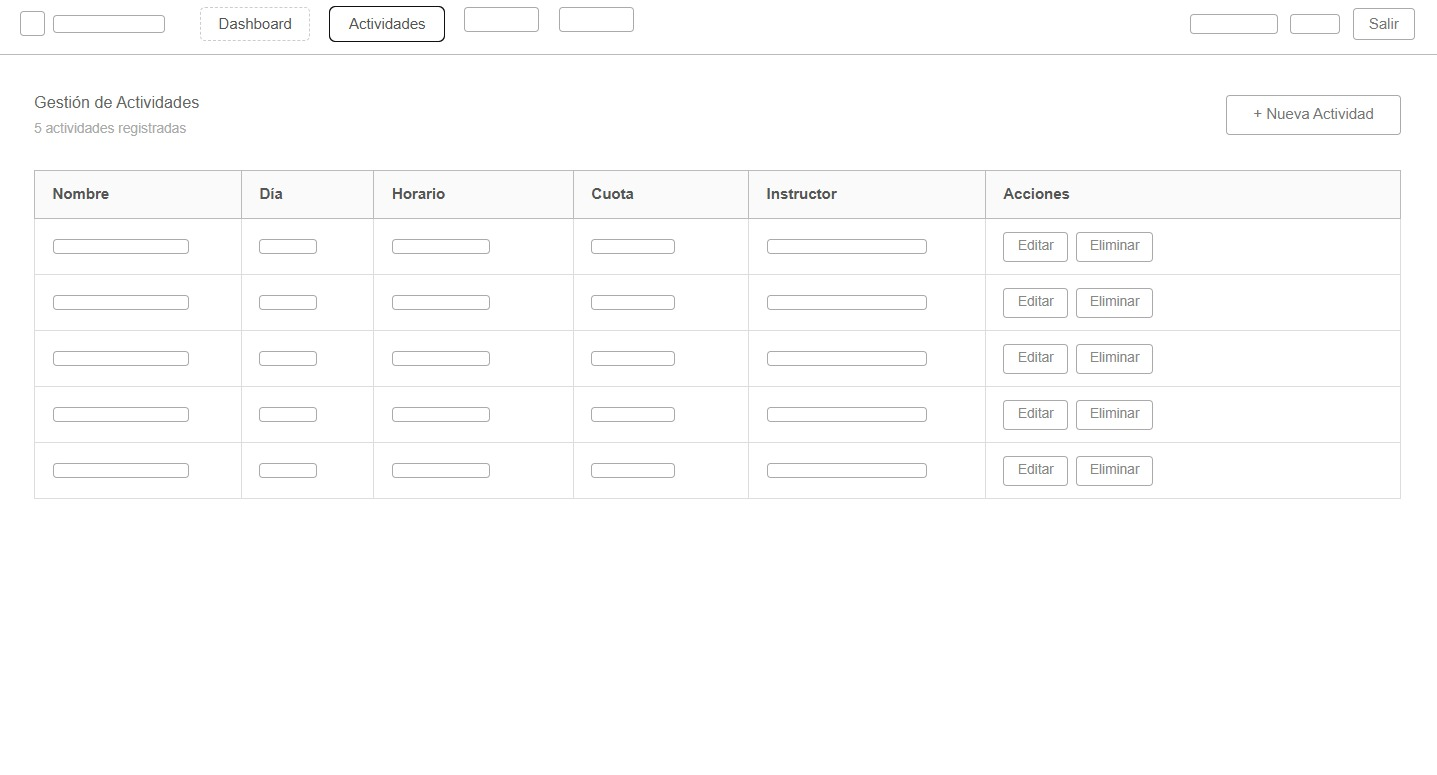 Dashboard Actividades Salir
Gestión de Actividades
5 actividades registradas
+ Nueva Actividad
Nombre Día Horario Cuota Instructor Acciones
Editar Eliminar
Editar Eliminar
Editar Eliminar
Editar Eliminar
Editar Eliminar